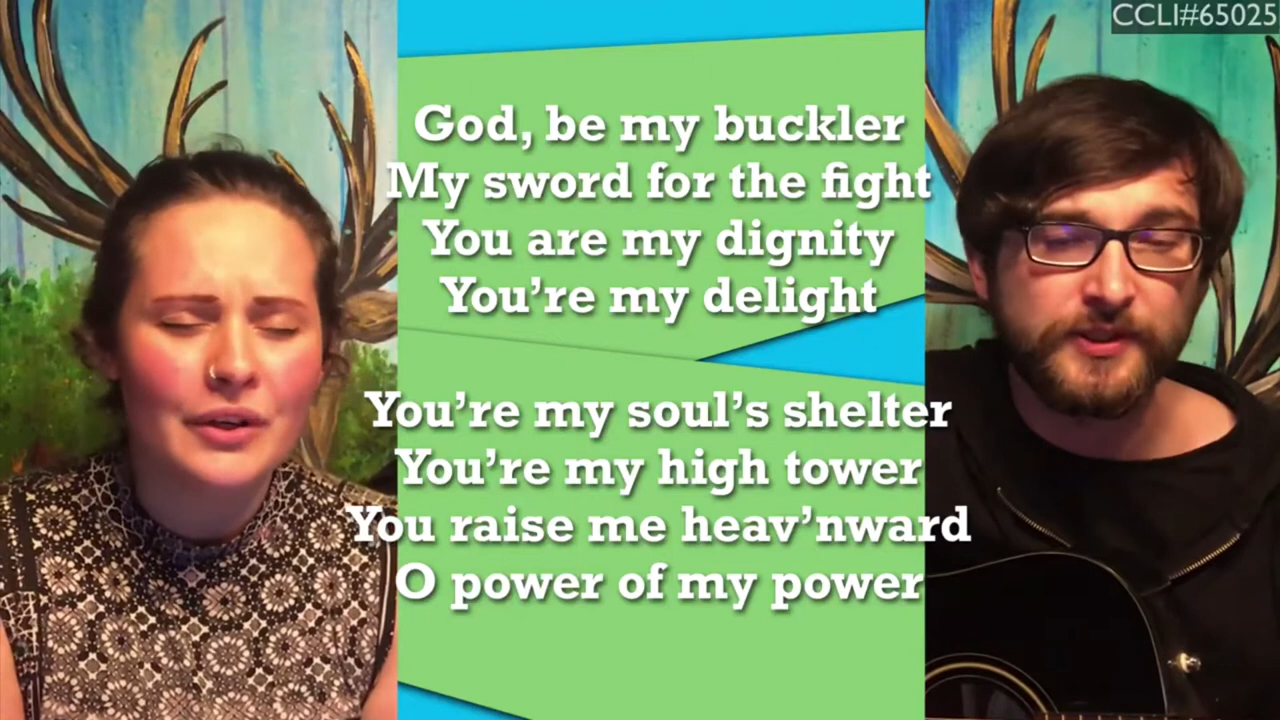 CCLI#65025
God, be my buckler
My sword for the fight
You are my dignity
You're my delight
You're my soul's shelter
You're my high tower
You raise me heav'nward
O power of my power